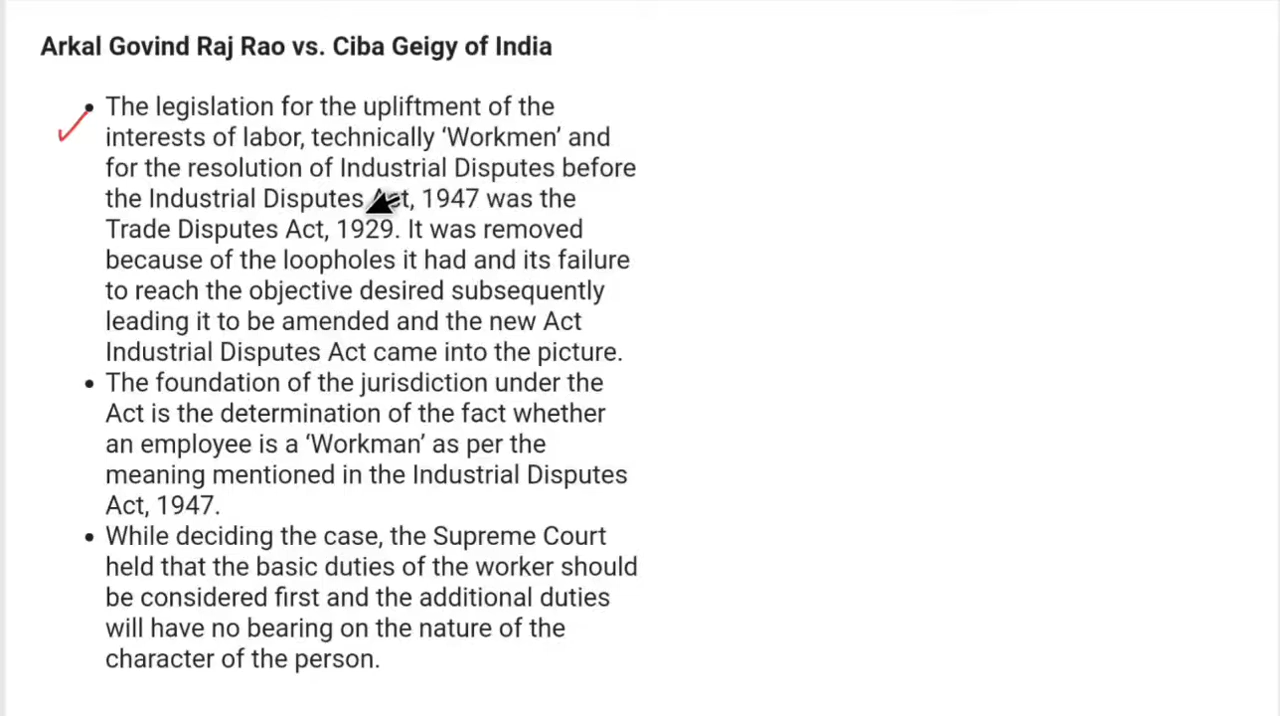 Arkal Govind Raj Rao vs. Ciba Geigy of India
The legislation for the upliftment of the
interests of labor, technically ‘Workmen’ and
for the resolution of Industrial Disputes before
the Industrial Disputes Act, 1947 was the
Trade Disputes Act, 1929. It was removed
because of the loopholes it had and its failure
to reach the objective desired subsequently
leading it to be amended and the new Act
Industrial Disputes Act came into the picture.
The foundation of the jurisdiction under the
Act is the determination of the fact whether
an employee is a ‘Workman’ as per the
meaning mentioned in the Industrial Disputes
Act, 1947.
While deciding the case, the Supreme Court
held that the basic duties of the worker should
be considered first and the additional duties
will have no bearing on the nature of the
character of the person.